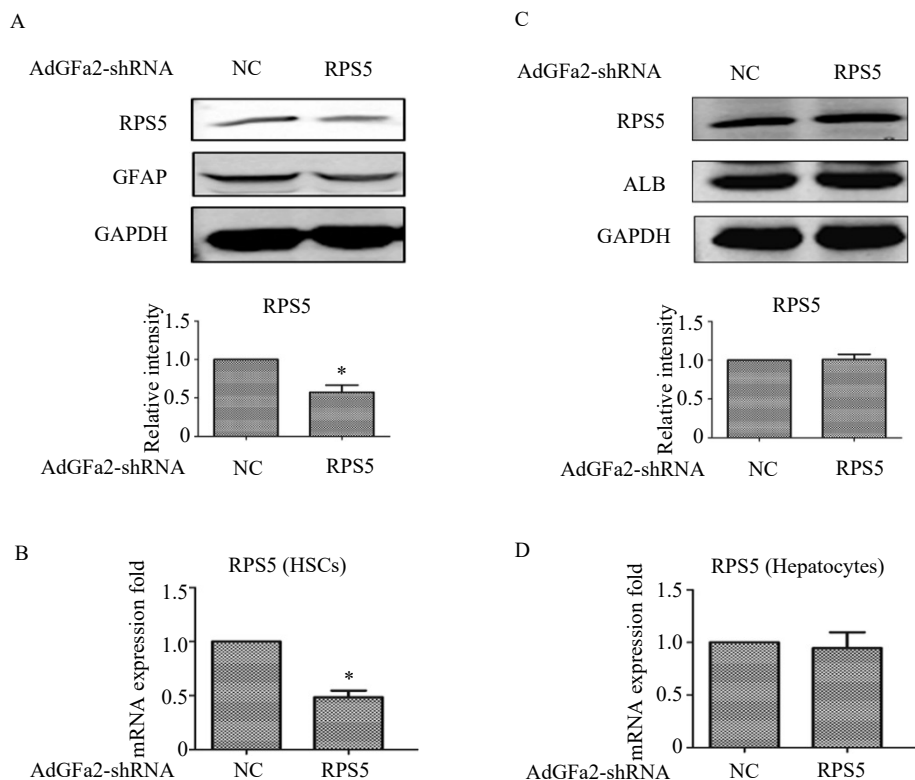 A
AdGFa2-shRNA NC RPS5
RPS5
GFAP
GAPDH
RPS5
Relative intensity
1.5
1.0
0.5
0
*
AdGFa2-shRNA NC RPS5
B
RPS5 (HSCs)
mRNA expression fold
1.5
1.0
0.5
0
*
AdGFa2-shRNA NC RPS5
C
AdGFa2-shRNA NC RPS5
RPS5
ALB
GAPDH
RPS5
Relative intensity
1.5
1.0
0.5
0
AdGFa2-shRNA NC RPS5
D
RPS5 (Hepatocytes)
mRNA expression fold
1.5
1.0
0.5
0
AdGFa2-shRNA NC RPS5